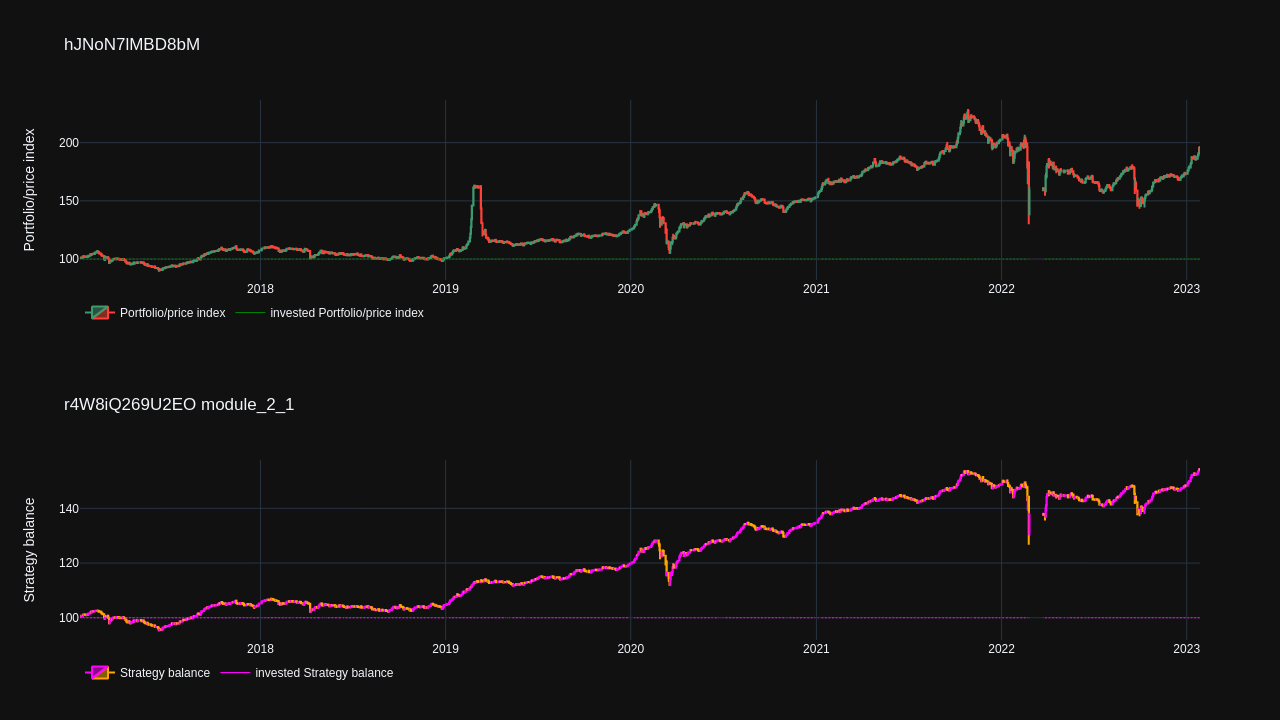 hJNoN7lMBD8bM
Portfolio/price index
200
150
100
2018 2019 2020 2021 2022 2023
Portfolio/price index invested Portfolio/price index
r4W8iQ269U2EO module_2_1
Strategy balance
140
120
100
2018 2019 2020 2021 2022 2023
Strategy balance invested Strategy balance